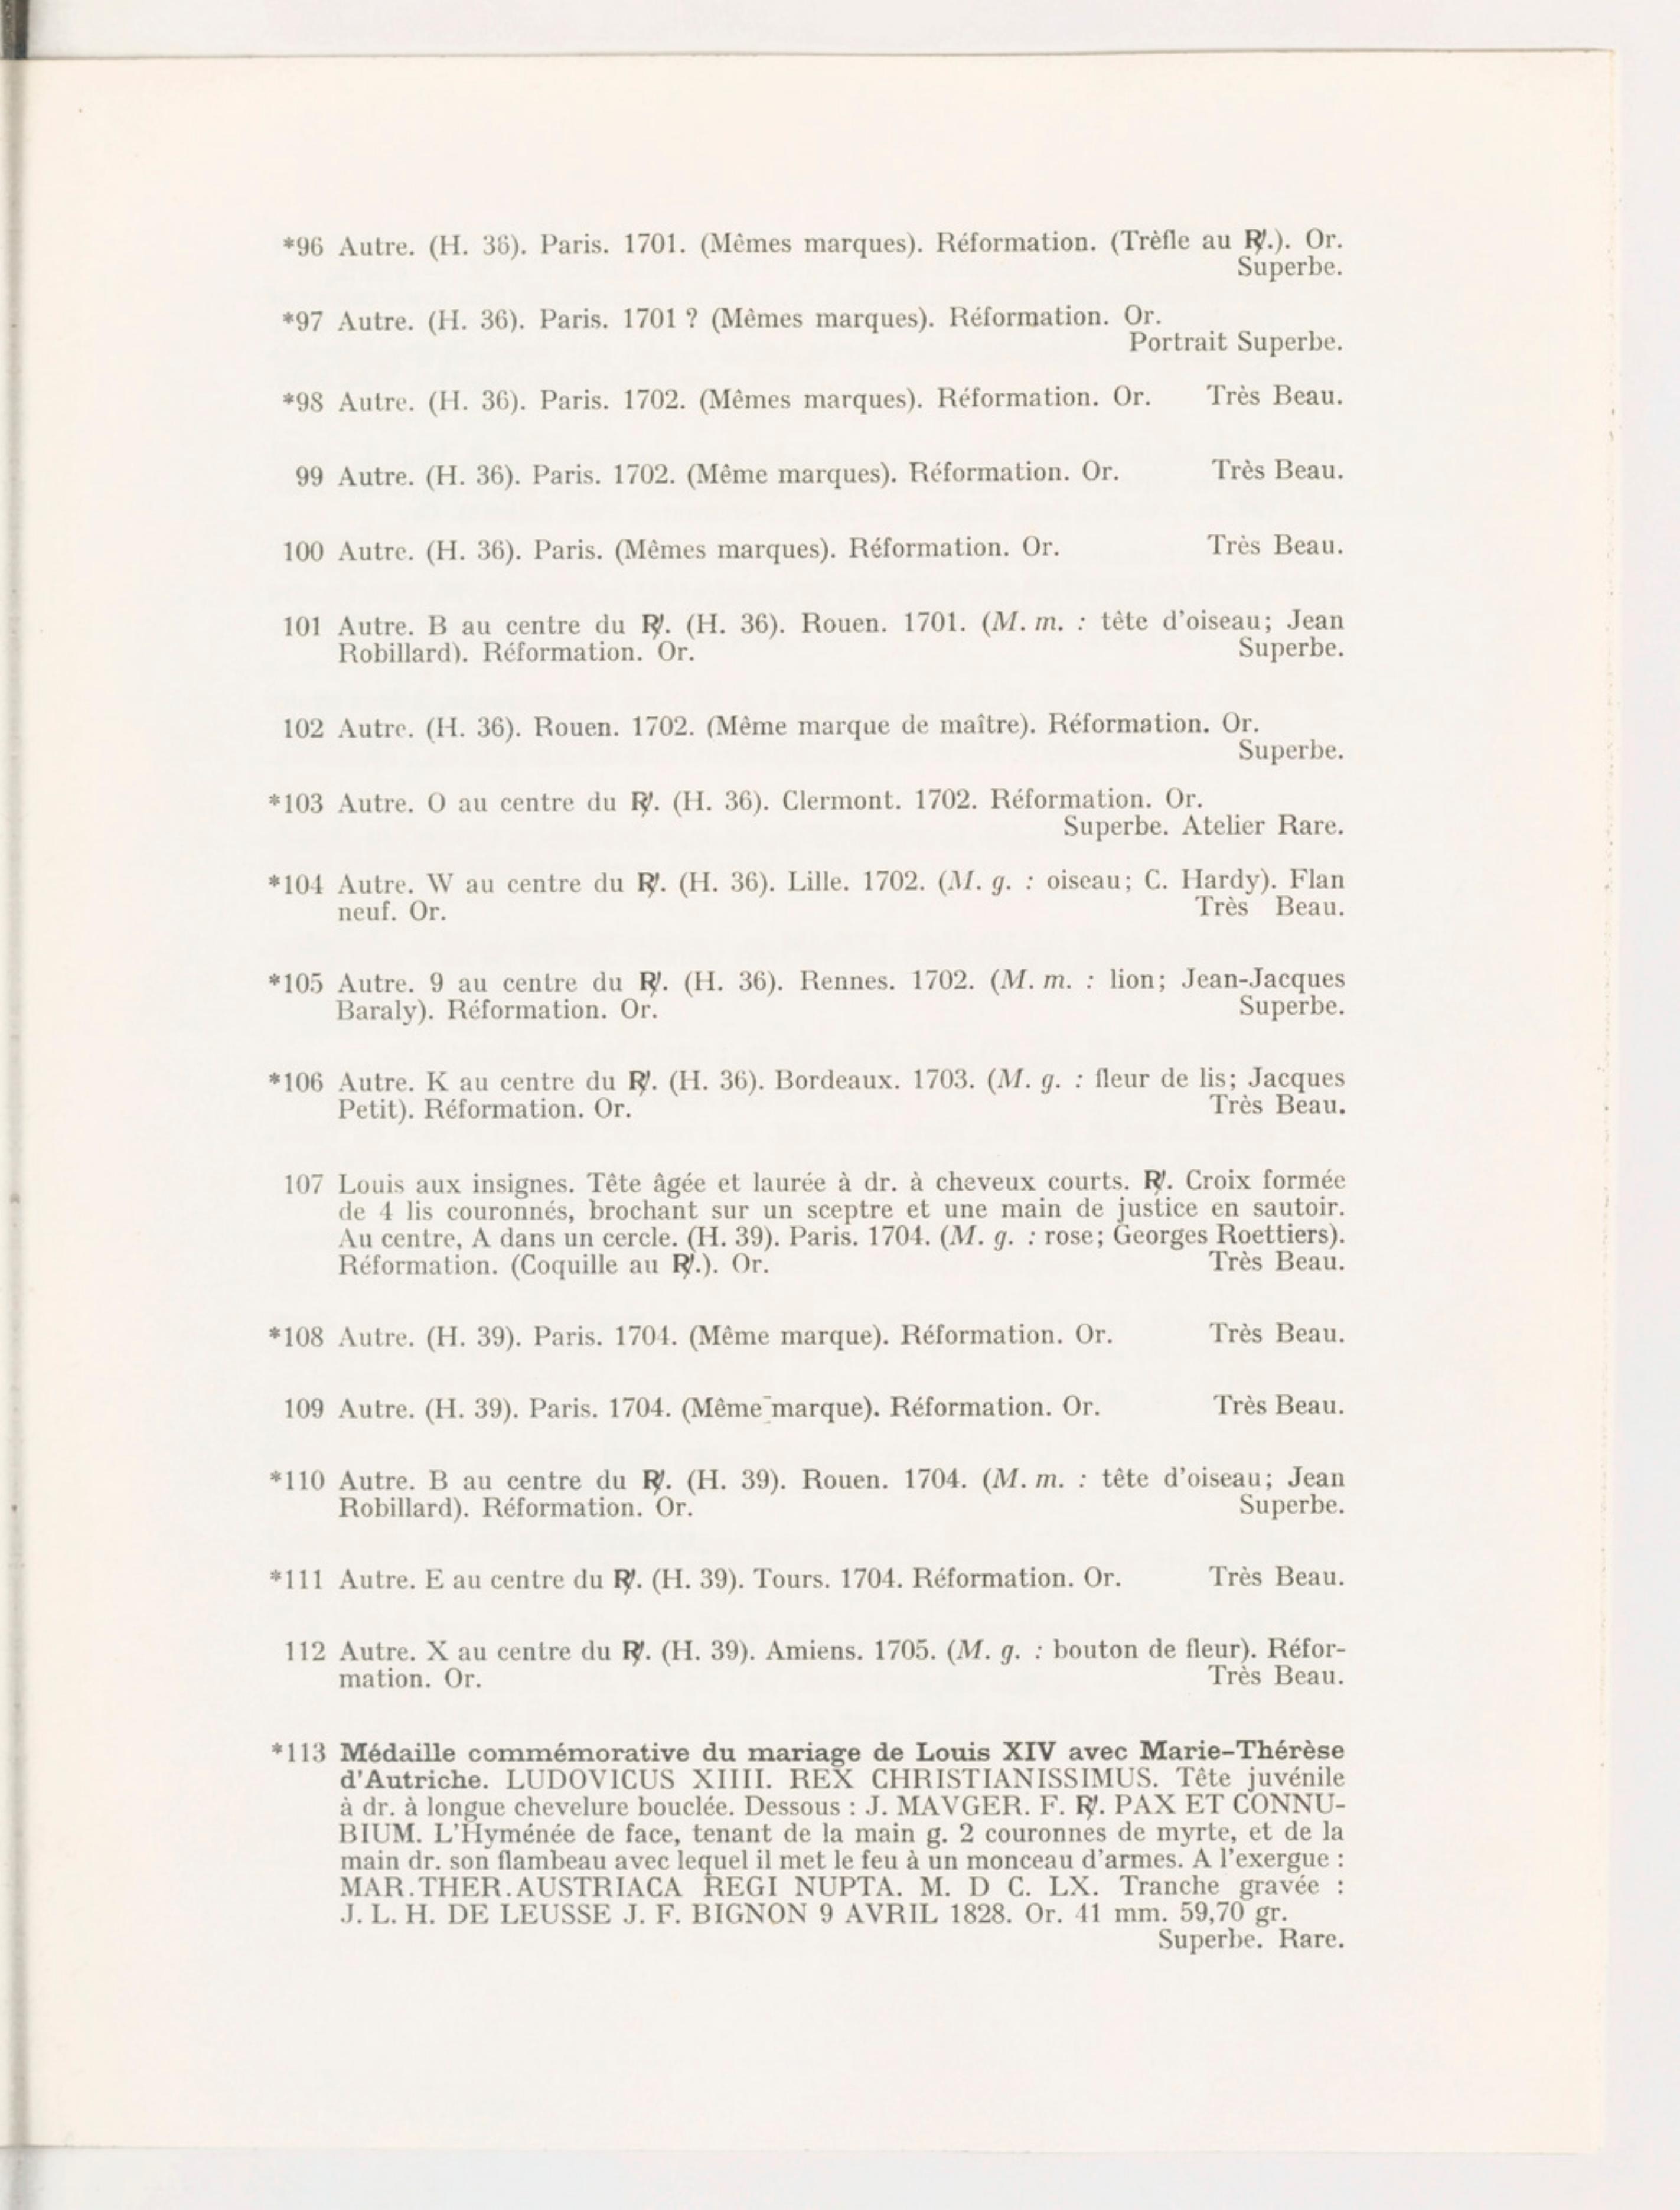 *96 Autre. (H. 36). Paris. 1701. (Mêmes marques). Réformation. (Trèfle au ℟.). Or.
Superbe.
*97 Autre. (H. 36). Paris. 1701 ? (Mêmes marques). Réformation. Or.
Portrait Superbe.
*98 Autre. (H. 36). Paris. 1702. (Mêmes marques). Réformation. Or. Très Beau.
99 Autre. (H. 36). Paris. 1702. (Même marques). Réformation. Or. Très Beau.
100 Autre. (H. 36). Paris. (Mêmes marques). Réformation. Or. Très Beau.
101 Autre. B au centre du ℟. (H. 36). Rouen. 1701. (M. m. : tête d'oiseau; Jean
Robillard). Réformation. Or. Superbe.
102 Autre. (H. 36). Rouen. 1702. (Même marque de maître). Réformation. Or.
Superbe.
*103 Autre. O au centre du ℟. (H. 36). Clermont. 1702. Réformation. Or.
Superbe. Atelier Rare.
*104 Autre. W au centre du ℟. (H. 36). Lille. 1702. (M. g. : oiseau; C. Hardy). Flan
neuf. Or. Très Beau.
*105 Autre. 9 au centre du ℟. (H. 36). Rennes. 1702. (M. m. : lion; Jean-Jacques
Baraly). Réformation. Or. Superbe.
*106 Autre. K au centre du ℟. (H. 36). Bordeaux. 1703. (M. g. : fleur de lis; Jacques
Petit). Réformation. Or. Très Beau.
107 Louis aux insignes. Tête âgée et laurée à dr. à cheveux courts. ℟. Croix formée
de 4 lis couronnés, brochant sur un sceptre et une main de justice en sautoir.
Au centre, A dans un cercle. (H. 39). Paris. 1704. (M. g. : rose; Georges Roettiers).
Réformation. (Coquille au ℟.). Or. Très Beau.
*108 Autre. (H. 39). Paris. 1704. (Même marque). Réformation. Or. Très Beau.
109 Autre. (H. 39). Paris. 1704. (Même marque). Réformation. Or. Très Beau.
*110 Autre. B au centre du ℟. (H. 39). Rouen. 1704. (M. m. : tête d'oiseau; Jean
Robillard). Réformation. Or. Superbe.
*111 Autre. E au centre du ℟. (H. 39). Tours. 1704. Réformation. Or. Très Beau.
112 Autre. X au centre du ℟. (H. 39). Amiens. 1705. (M. g. : bouton de fleur). Réfor-
mation. Or. Très Beau.
*113 Médaille commémorative du mariage de Louis XIV avec Marie-Thérèse
d'Autriche. LUDOVICUS XIIII. REX CHRISTIANISSIMUS. Tête juvénile
à dr. à longue chevelure bouclée. Dessous : J. MAVGER. F. ℟. PAX ET CONNU-
BIUM. L'Hyménée de face, tenant de la main g. 2 couronnes de myrte, et de la
main dr. son flambeau avec lequel il met le feu à un monceau d'armes. A l'exergue :
MAR.THER.AUSTRIACA REGI NUPTA. M. D C. LX. Tranche gravée :
J. L. H. DE LEUSSE J. F. BIGNON 9 AVRIL 1828. Or. 41 mm. 59,70 gr.
Superbe. Rare.